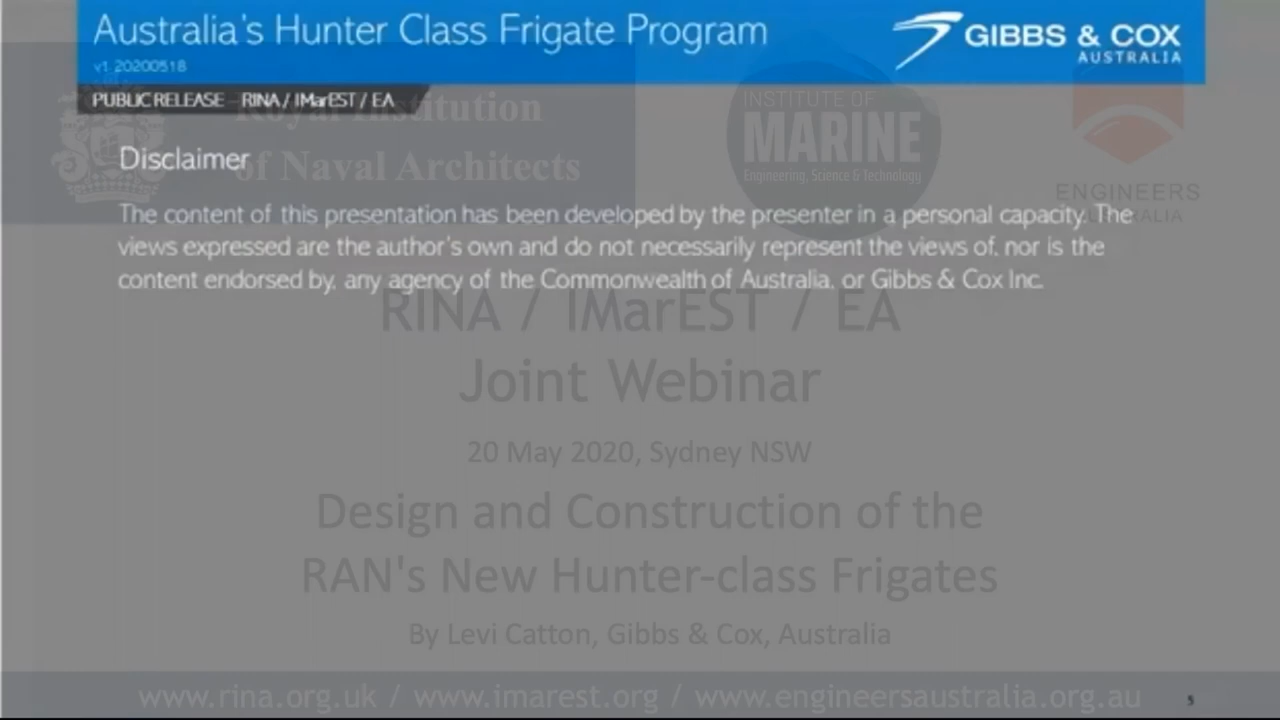 Australia's Hunter Class Frigate Program
v1 20200518
GIBBS & COX
AUSTRALIA
PUBLIC RELEASE – RINA / IMarEST / EA
Royal Institution
of Naval Architects
INSTITUTE OF
MARINE
Engineering, Science & Technology
ENGINEERS
AUSTRALIA
Disclaimer
The content of this presentation has been developed by the presenter in a personal capacity. The
views expressed are the author's own and do not necessarily represent the views of, nor is the
content endorsed by, any agency of the Commonwealth of Australia, or Gibbs & Cox Inc.
RINA / IMarEST / EA
Joint Webinar
20 May 2020, Sydney NSW
Design and Construction of the
RAN's New Hunter-class Frigates
By Levi Catton, Gibbs & Cox, Australia
www.rina.org.uk / www.imarest.org / www.engineersaustralia.org.au
5